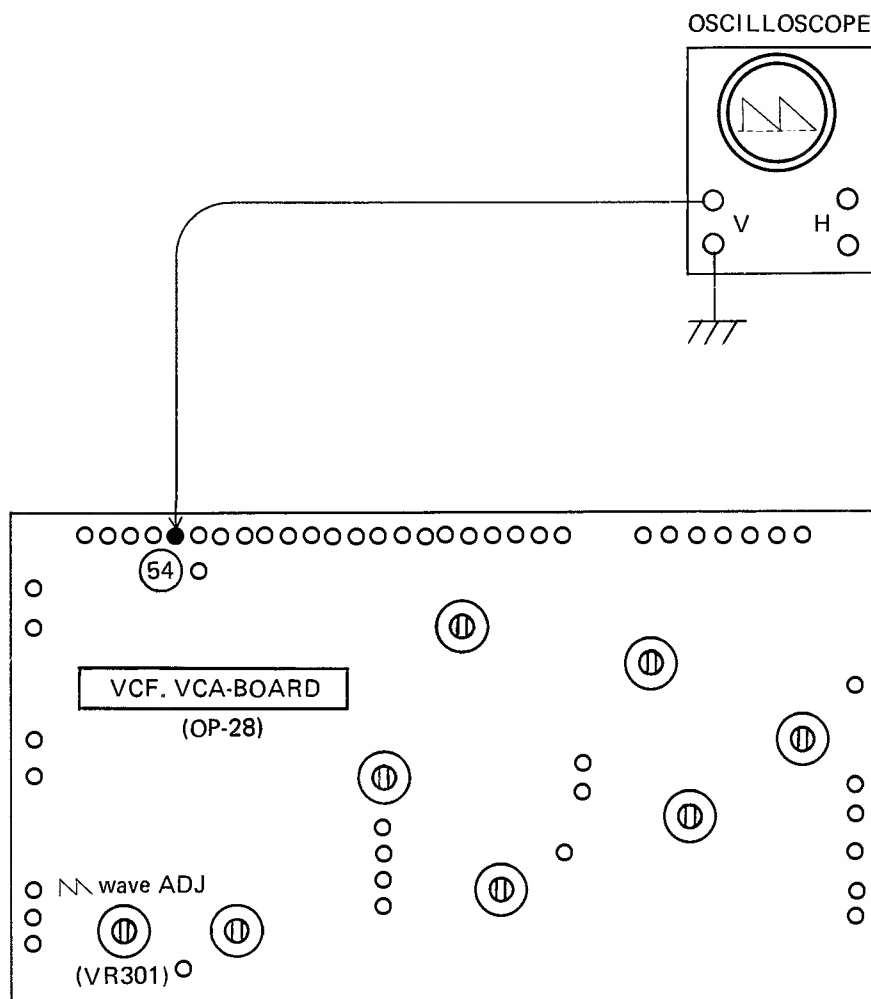 OSCILLOSCOPE
V H
54
VCF. VCA-BOARD
(OP-28)
wave ADJ
(VR301)